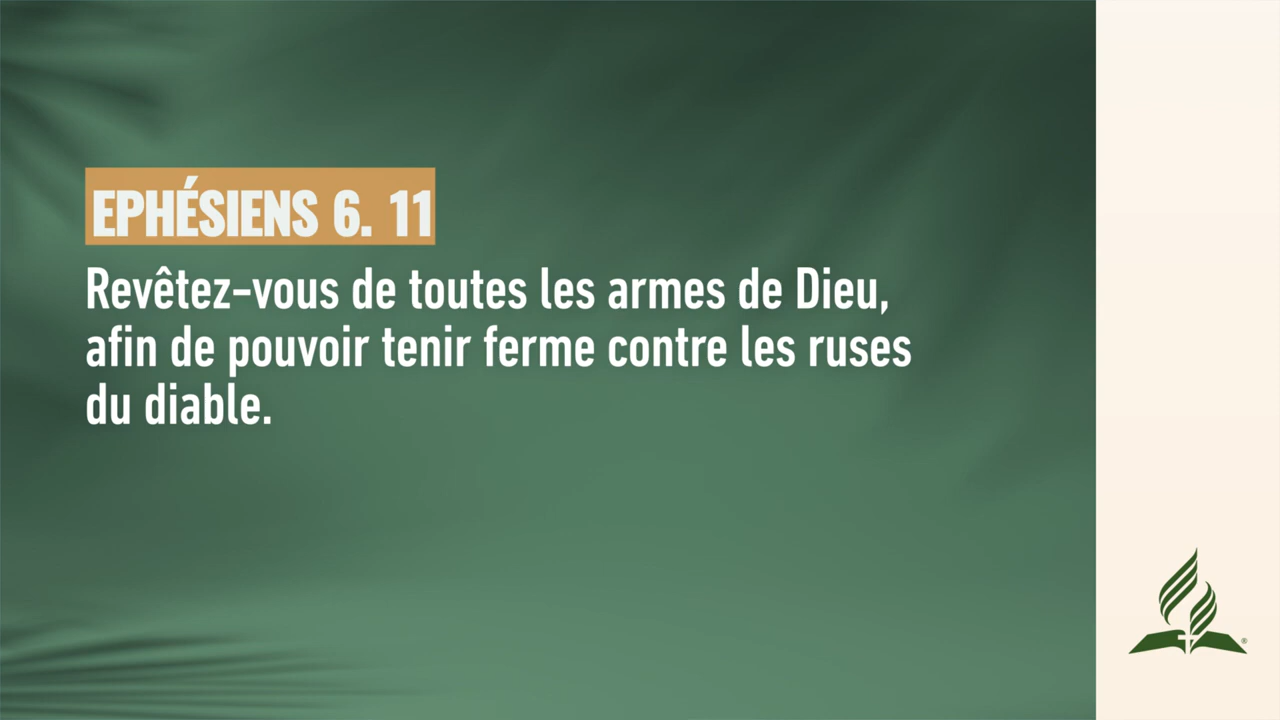 EPHÉSIENS 6. 11
Revêtez-vous de toutes les armes de Dieu,
afin de pouvoir tenir ferme contre les ruses
du diable.
®